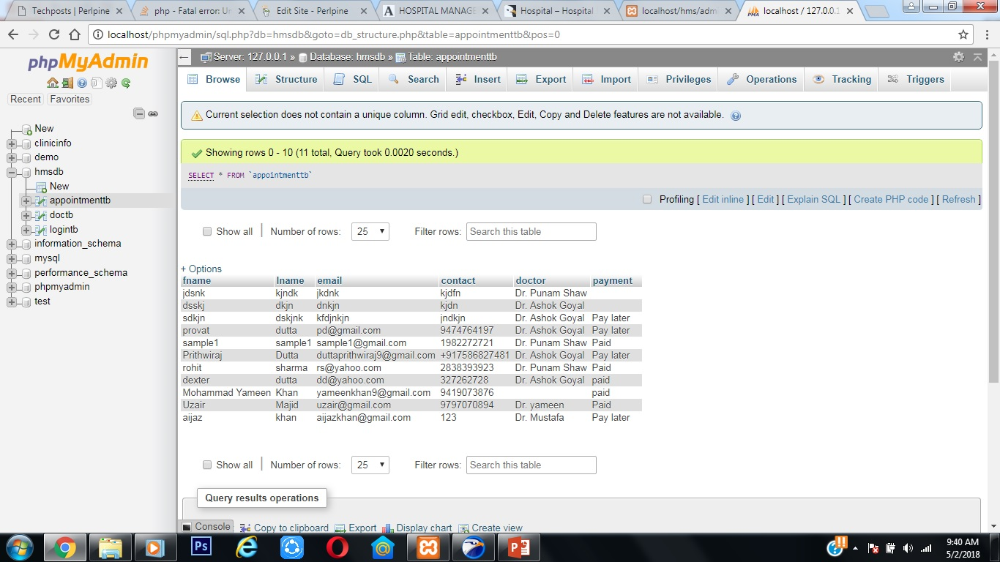 Techposts | Perlpine
php - Fatal error: Un
Edit Site - Perlpine
HOSPITAL MANAGE
Hospital – Hospital
localhost/hms/adm
localhost / 127.0.0.1
localhost/phpmyadmin/sql.php?db=hmsdb&goto=db_structure.php&table=appointmenttb&pos=0
phpMyAdmin
Recent Favorites
New
clinicinfo
demo
hmsdb
New
appointmenttb
doctb
logintb
information_schema
mysql
performance_schema
phpmyadmin
test
Server: 127.0.0.1 » Database: hmsdb » Table: appointmenttb
Browse Structure SQL Search Insert Export Import Privileges Operations Tracking Triggers
Current selection does not contain a unique column. Grid edit, checkbox, Edit, Copy and Delete features are not available.
Showing rows 0 - 10 (11 total, Query took 0.0020 seconds.)
SELECT * FROM `appointmenttb`
Profiling [ Edit inline ] [ Edit ] [ Explain SQL ] [ Create PHP code ] [ Refresh ]
Show all | Number of rows: 25 Filter rows: Search this table
+ Options
fname lname email contact doctor payment
jdsnk kjndk jkdnk kjdfn Dr. Punam Shaw
dsskj dkjn dnkjn kjdn Dr. Ashok Goyal
sdkjn dskjnk kfdjnkjn jndkjn Dr. Ashok Goyal Pay later
provat dutta pd@gmail.com 9474764197 Dr. Ashok Goyal Pay later
sample1 sample1 sample1@gmail.com 1982272721 Dr. Punam Shaw Paid
Prithwiraj Dutta duttaprithwiraj9@gmail.com +917586827481 Dr. Ashok Goyal Pay later
rohit sharma rs@yahoo.com 2838393923 Dr. Punam Shaw Paid
dexter dutta dd@yahoo.com 327262728 Dr. Ashok Goyal paid
Mohammad Yameen Khan yameenkhan9@gmail.com 9419073876 paid
Uzair Majid uzair@gmail.com 9797070894 Dr. yameen Paid
aijaz khan aijazkhan@gmail.com 123 Dr. Mustafa Pay later
Show all | Number of rows: 25 Filter rows: Search this table
Query results operations
Console Copy to clipboard Export Display chart Create view
Ps
9:40 AM
5/2/2018